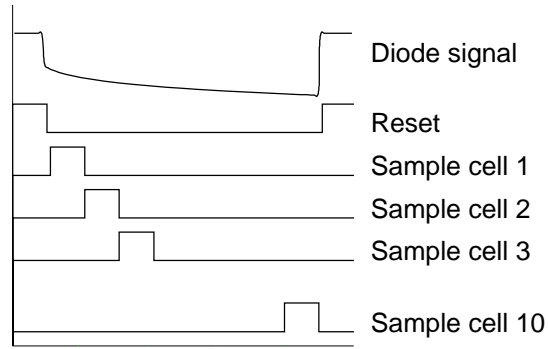 Diode signal
Reset
Sample cell 1
Sample cell 2
Sample cell 3
Sample cell 10